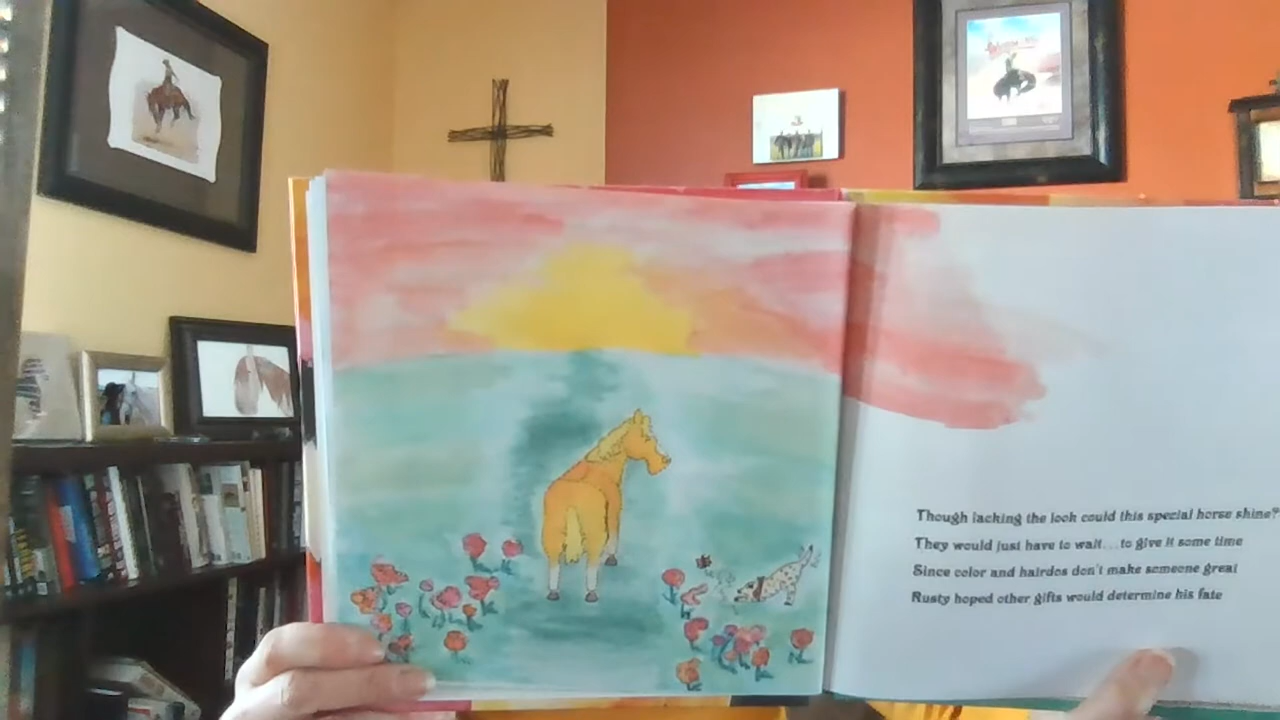 Though lacking the look could this special horse shine?
They would just have to wait...to give it some time
Since color and hairdos don't make someone great
Rusty hoped other gifts would determine his fate